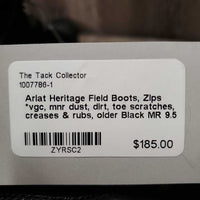 The Tack Collector
1007786-1
Ariat Heritage Field Boots, Zips
*vgc, mnr dust, dirt, toe scratches,
creases & rubs, older Black MR 9.5
ZYRSC2
$185.00